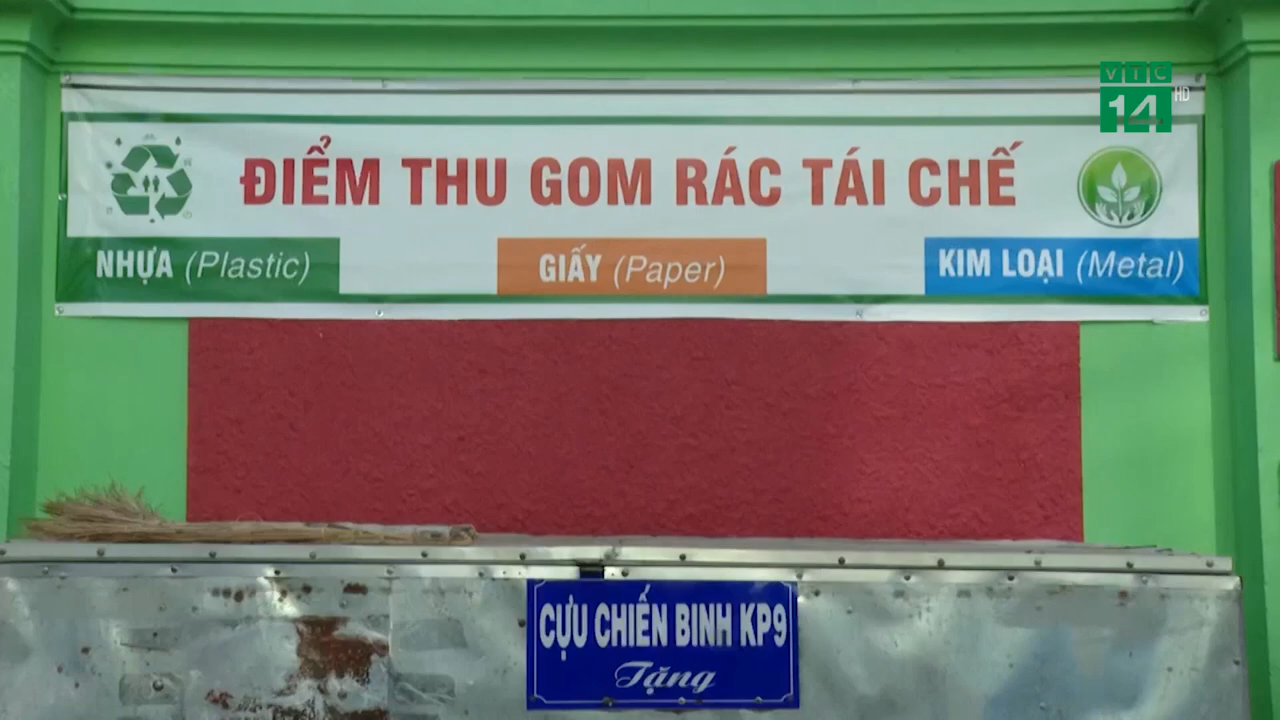 VTC
14 HD
ĐIỂM THU GOM RÁC TÁI CHẾ
NHỰA (Plastic)
GIẤY (Paper)
KIM LOẠI (Metal)
CỰU CHIẾN BINH KP9
Tặng